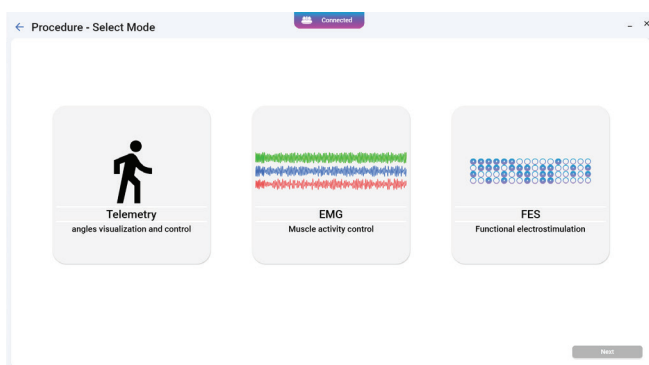 Procedure - Select Mode
Connected
Telemetry
angles visualization and control
EMG
Muscle activity control
FES
Functional electrostimulation
Next